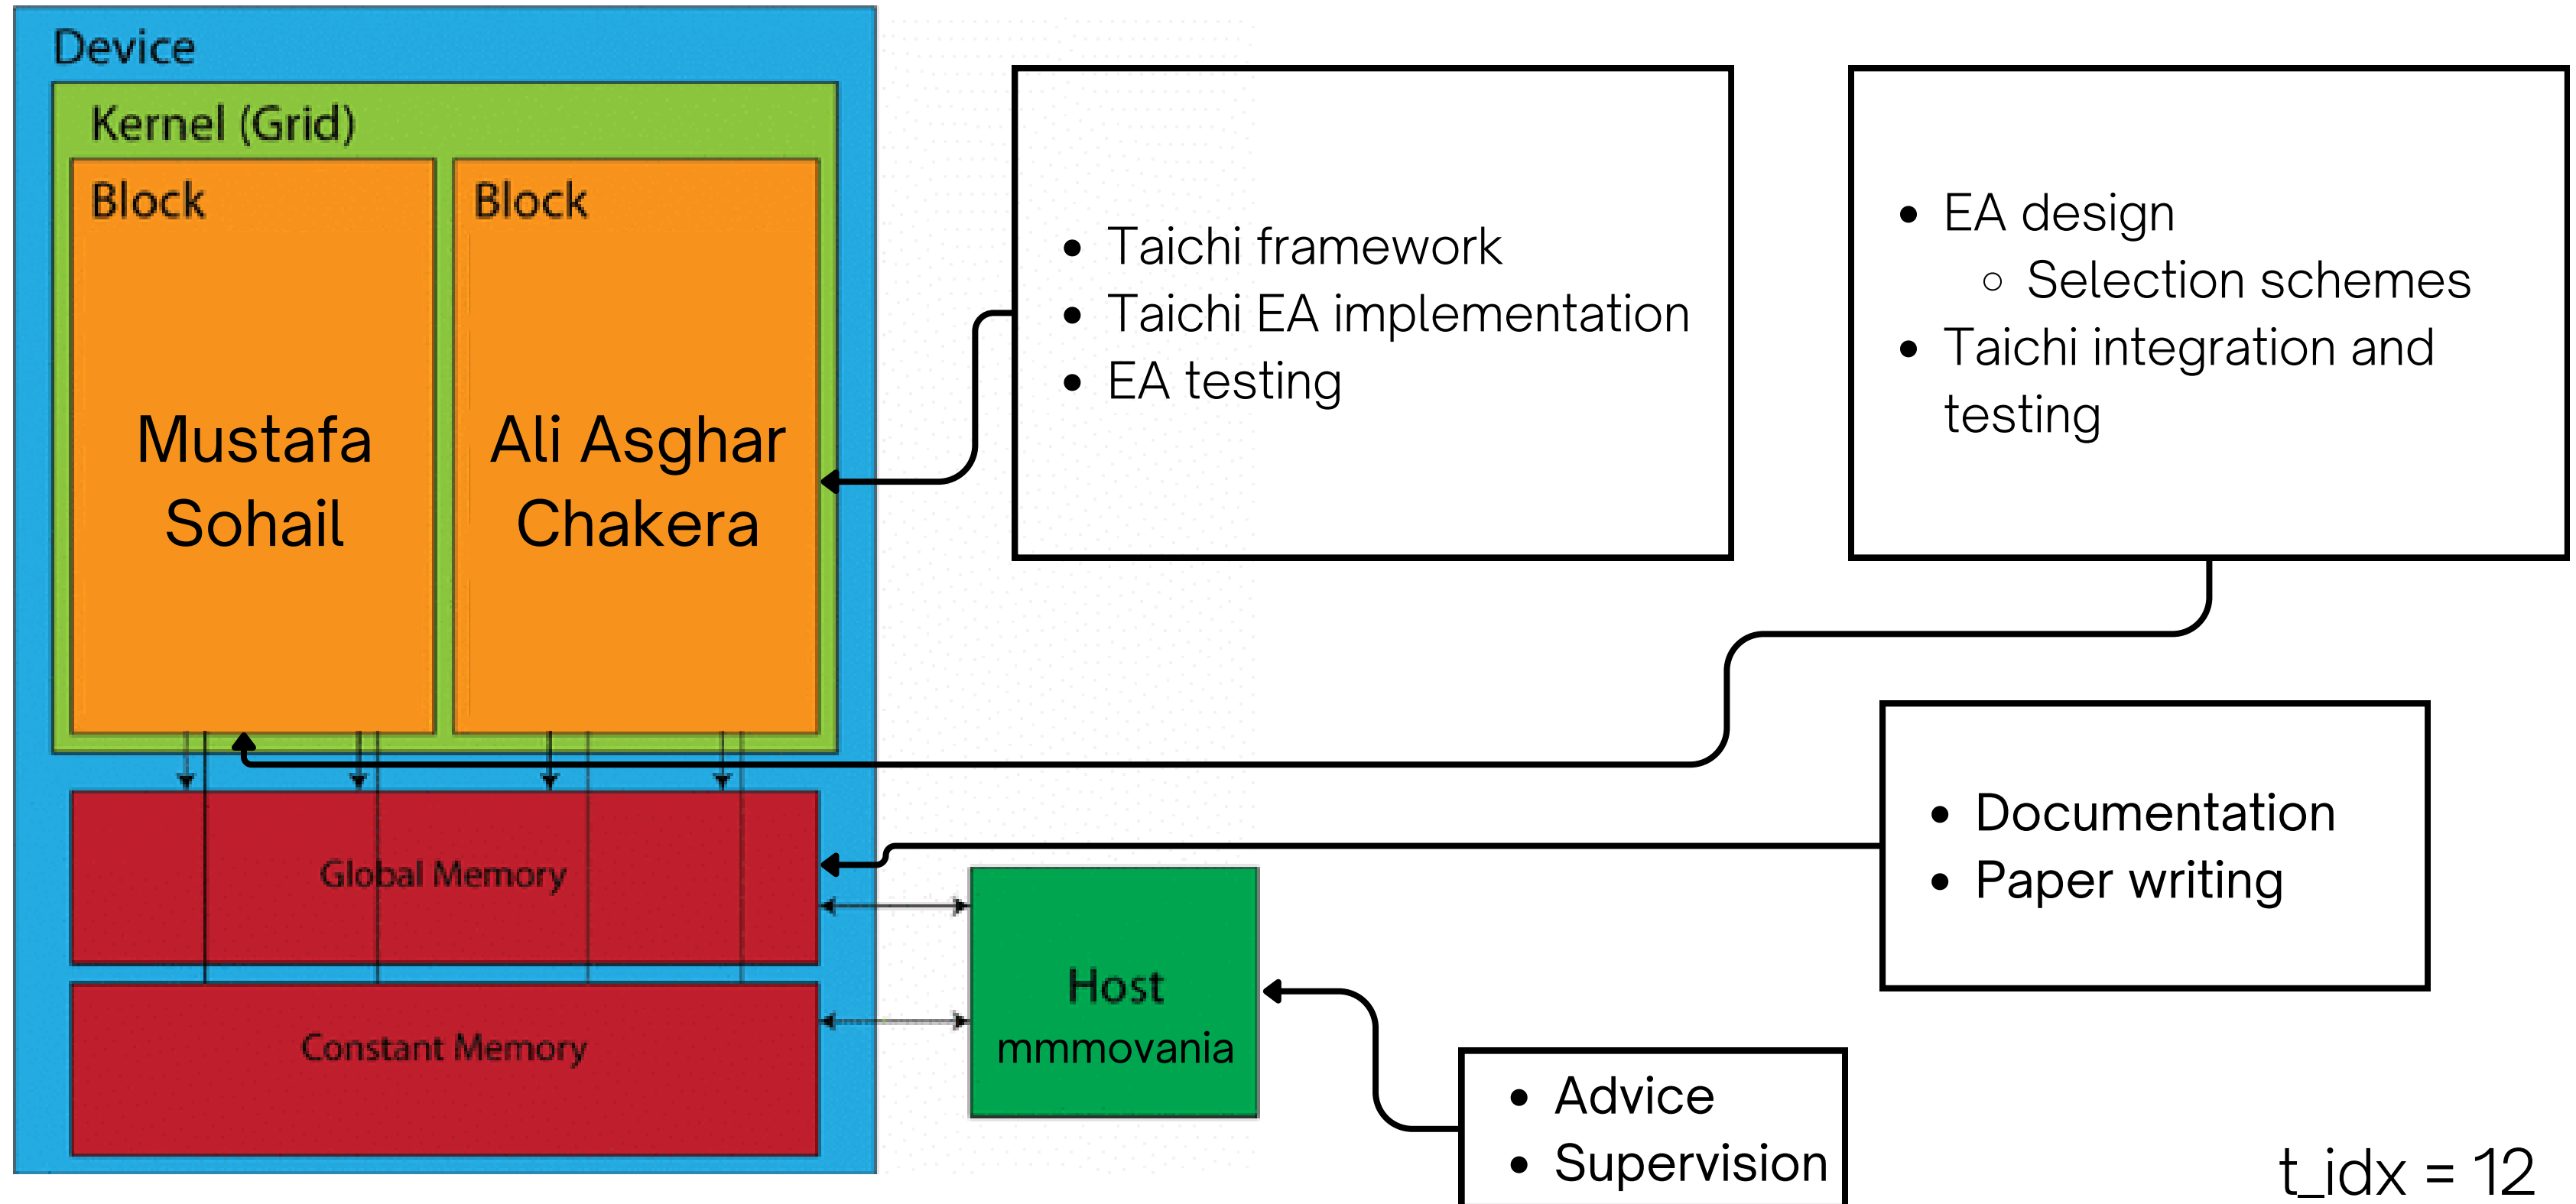 Device
Kernel (Grid)
Block
Mustafa
Sohail
Block
Ali Asghar
Chakera
Global Memory
Constant Memory
Host
mmmovania
• Taichi framework
• Taichi EA implementation
• EA testing
• EA design
◦ Selection schemes
• Taichi integration and
testing
• Documentation
• Paper writing
• Advice
• Supervision
t_idx = 12